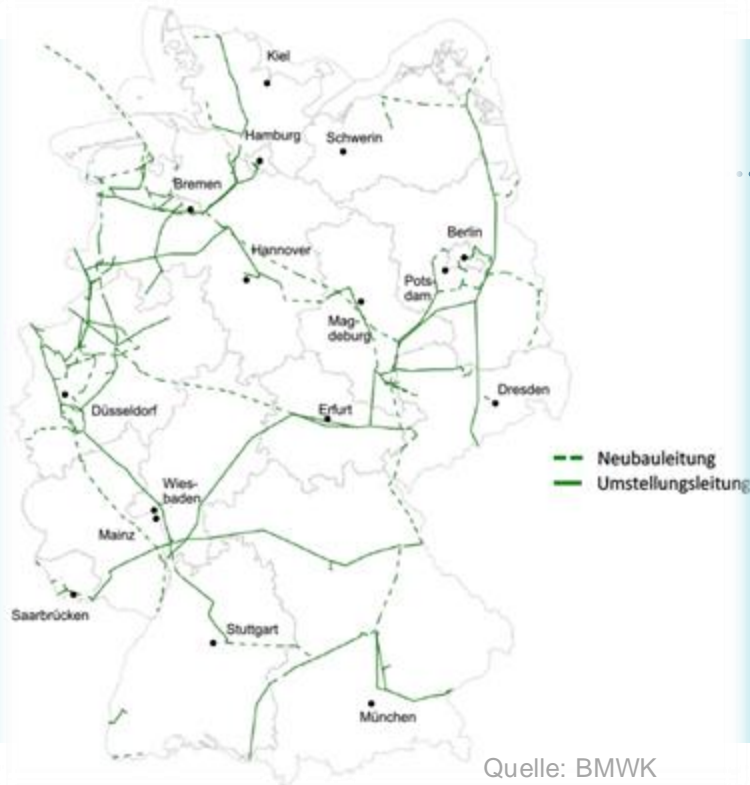 Kiel
Hamburg
Schwerin
Bremen
Berlin
Hannover
Pots-
dam
Mag-
deburg
Dresden
Düsseldorf
Erfurt
Neubauleitung
Umstellungsleitung
Wies-
baden
Mainz
Saarbrücken
Stuttgart
München
Quelle: BMWK